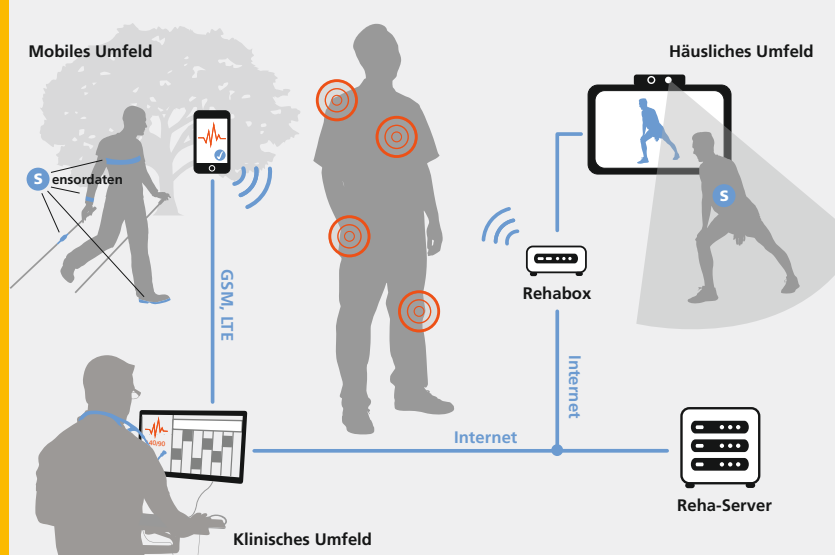 Mobiles Umfeld
Häusliches Umfeld
S ensordaten
S
GSM, LTE
Rehabox
Internet
Internet
40/90
Reha-Server
Klinisches Umfeld